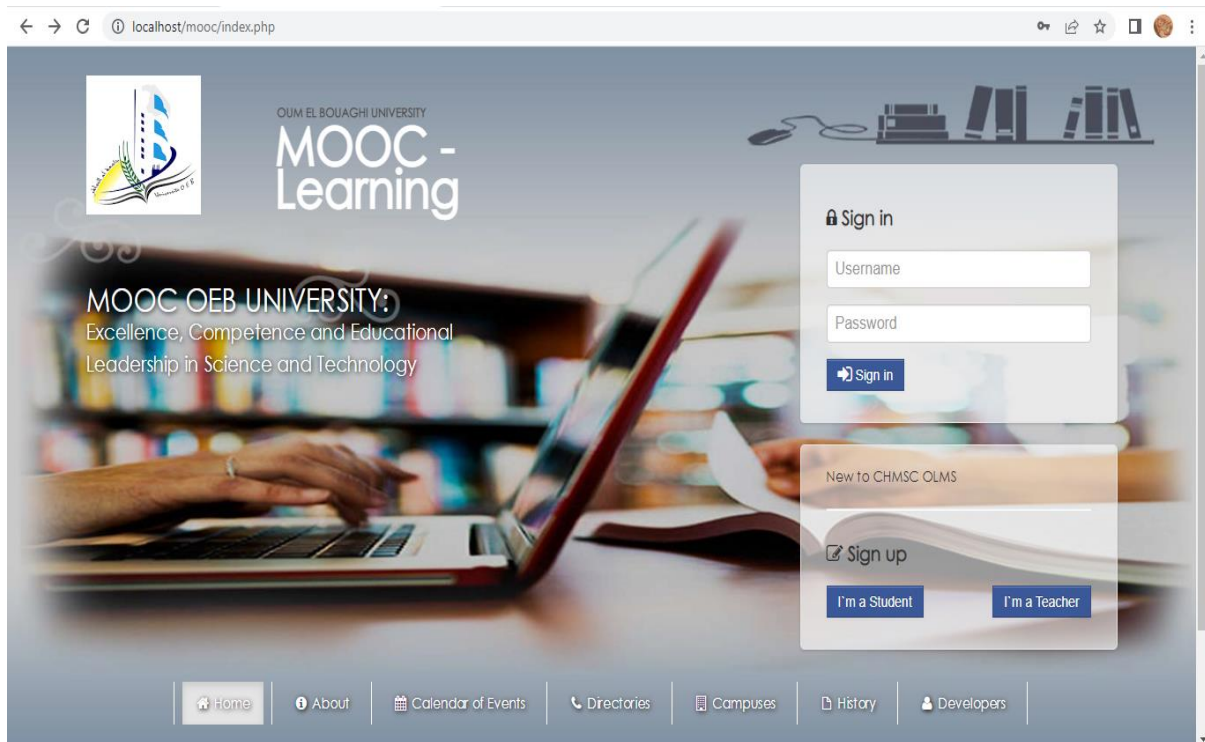 localhost/mooc/index.php
OUM EL BOUAGHI UNIVERSITY
MOOC -
Learning
MOOC OEB UNIVERSITY:
Excellence, Competence and Educational
Leadership in Science and Technology
Sign in
Username
Password
Sign in
New to CHMSC OLMS
Sign up
I`m a Student
I`m a Teacher
Home
About
Calendar of Events
Directories
Campuses
History
Developers